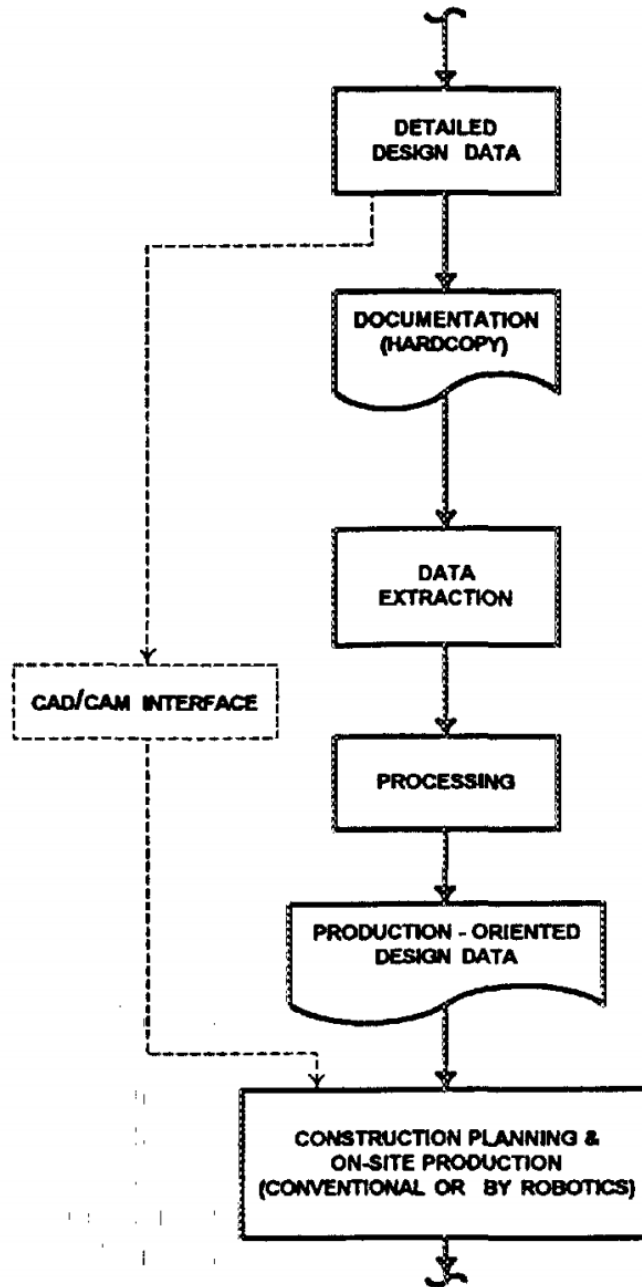 DETAILED
DESIGN DATA
DOCUMENTATION
(HARDCOPY)
DATA
EXTRACTION
CAD/CAM INTERFACE
PROCESSING
PRODUCTION - ORIENTED
DESIGN DATA
CONSTRUCTION PLANNING &
ON-SITE PRODUCTION
(CONVENTIONAL OR BY ROBOTICS)